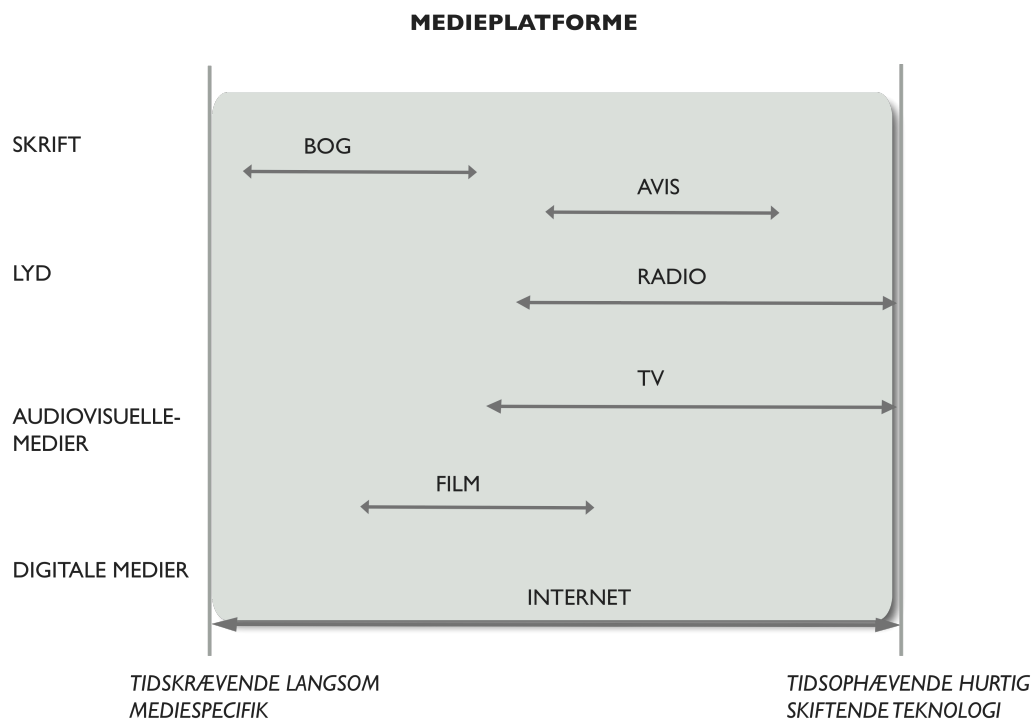 MEDIEPLATFORME
SKRIFT
BOG
AVIS
LYD
RADIO
TV
AUDIOVISUELLE-
MEDIER
FILM
DIGITALE MEDIER
INTERNET
TIDSKRÆVENDE LANGSOM
MEDIESPECIFIK
TIDSOPHÆVENDE HURTIG
SKIFTENDE TEKNOLOGI